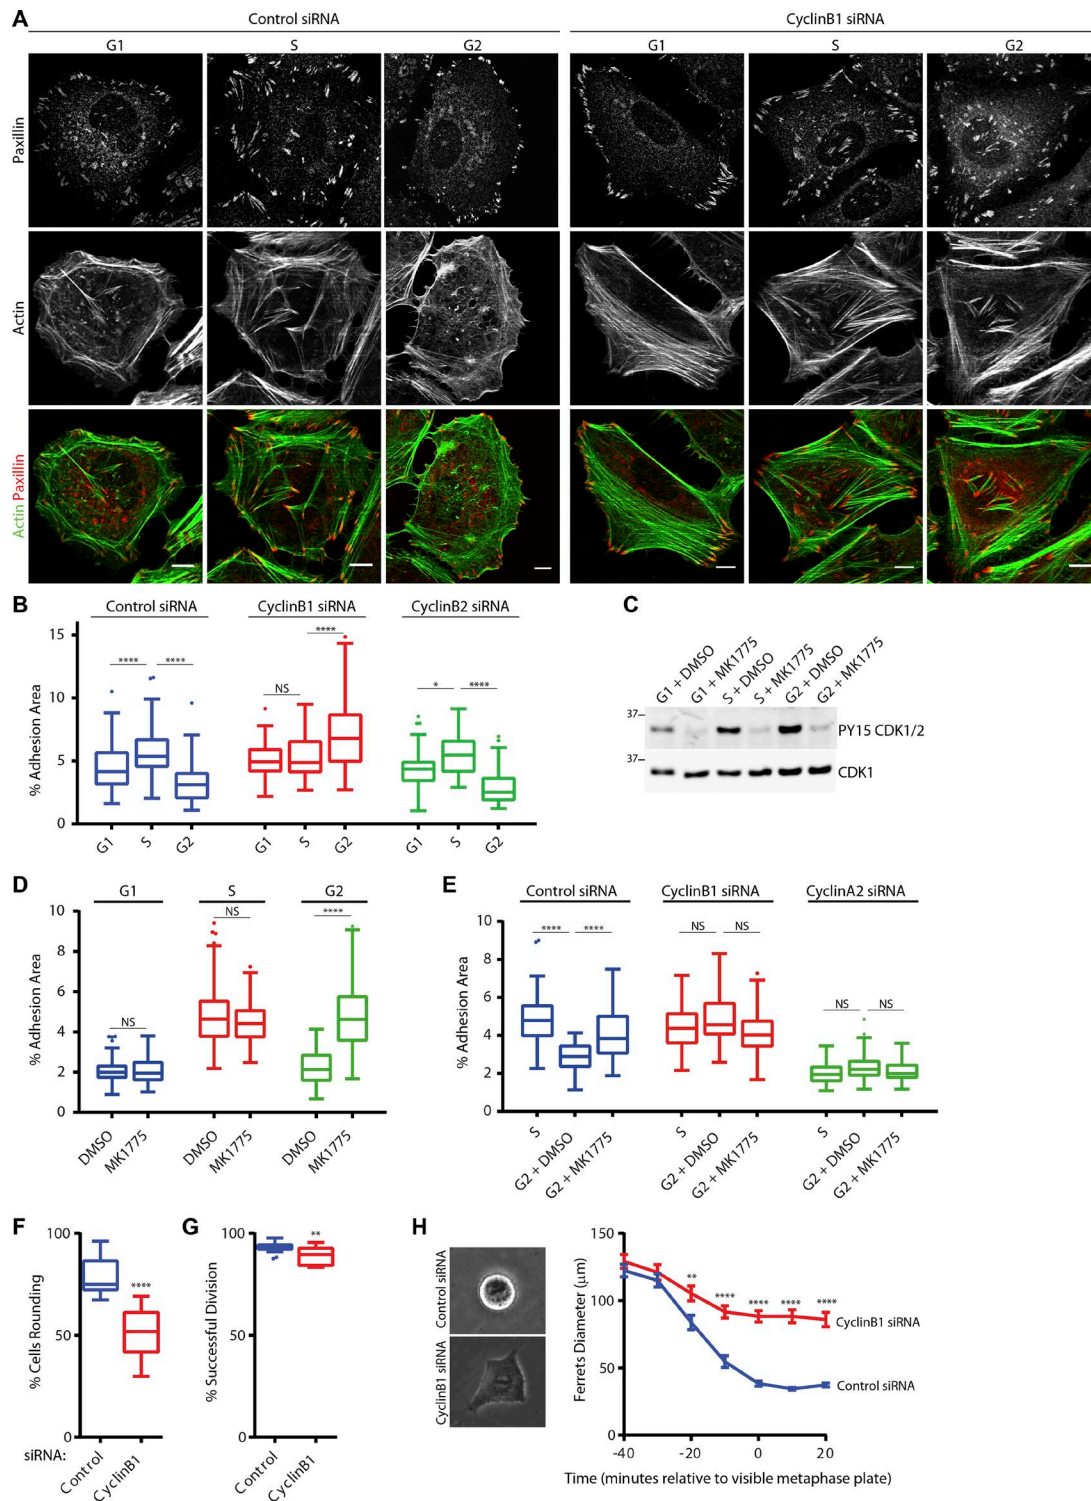 A
Control siRNA
CyclinB1 siRNA
G1 S G2 G1 S G2
Paxillin
Actin
Actin Paxillin
B
Control siRNA CyclinB1 siRNA CyclinB2 siRNA
% Adhesion Area
15
10
5
0
**** **** NS **** * ****
G1 S G2 G1 S G2 G1 S G2
C
G1 + DMSO
G1 + MK1775
S + DMSO
S + MK1775
G2 + DMSO
G2 + MK1775
37
PY15 CDK1/2
37
CDK1
D
G1 S G2
% Adhesion Area
10
8
6
4
2
0
NS NS ****
DMSO MK1775 DMSO MK1775 DMSO MK1775
E
Control siRNA CyclinB1 siRNA CyclinA2 siRNA
% Adhesion Area
10
8
6
4
2
0
**** **** NS NS NS NS
S G2 + DMSO G2 + MK1775 S G2 + DMSO G2 + MK1775 S G2 + DMSO G2 + MK1775
F
% Cells Rounding
100
50
0
****
siRNA:
Control CyclinB1
G
% Successful Division
100
50
0
**
Control CyclinB1
H
Control siRNA
CyclinB1 siRNA
Ferrets Diameter (μm)
150
100
50
0
** **** **** **** ****
CyclinB1 siRNA
Control siRNA
-40 -20 0 20
Time (minutes relative to visible metaphase plate)